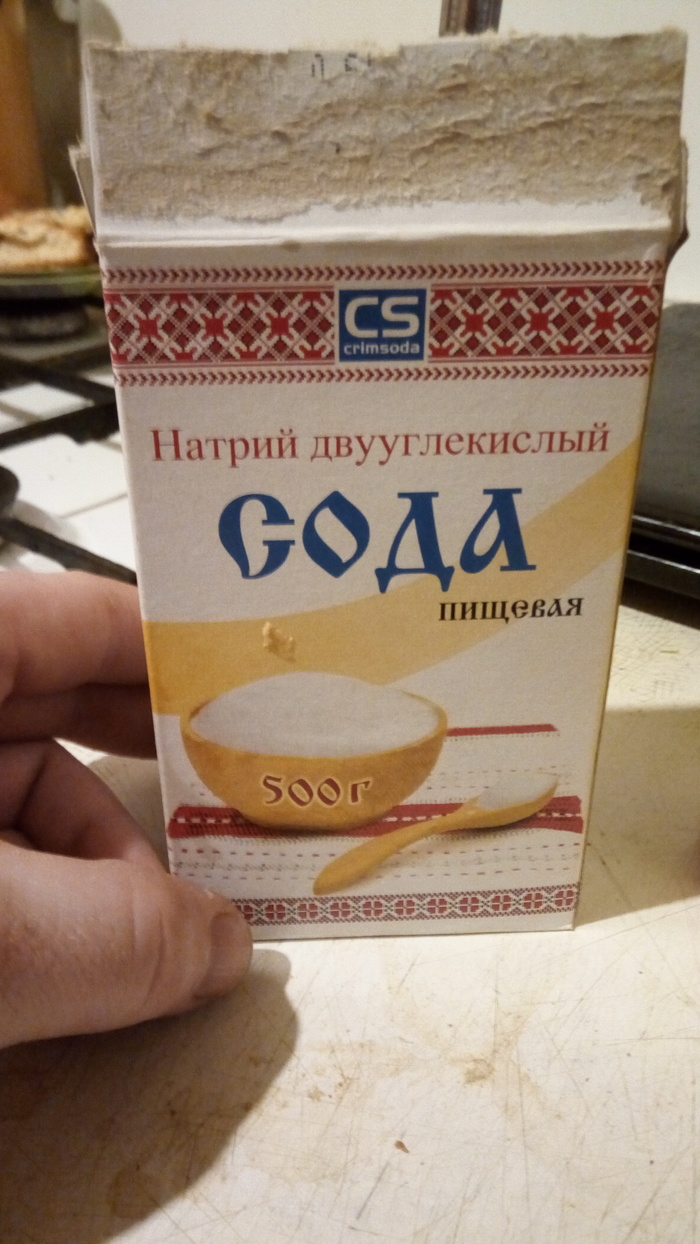 CS
crimsoda
Натрий двууглекислый
СОДА
пищевая
500г